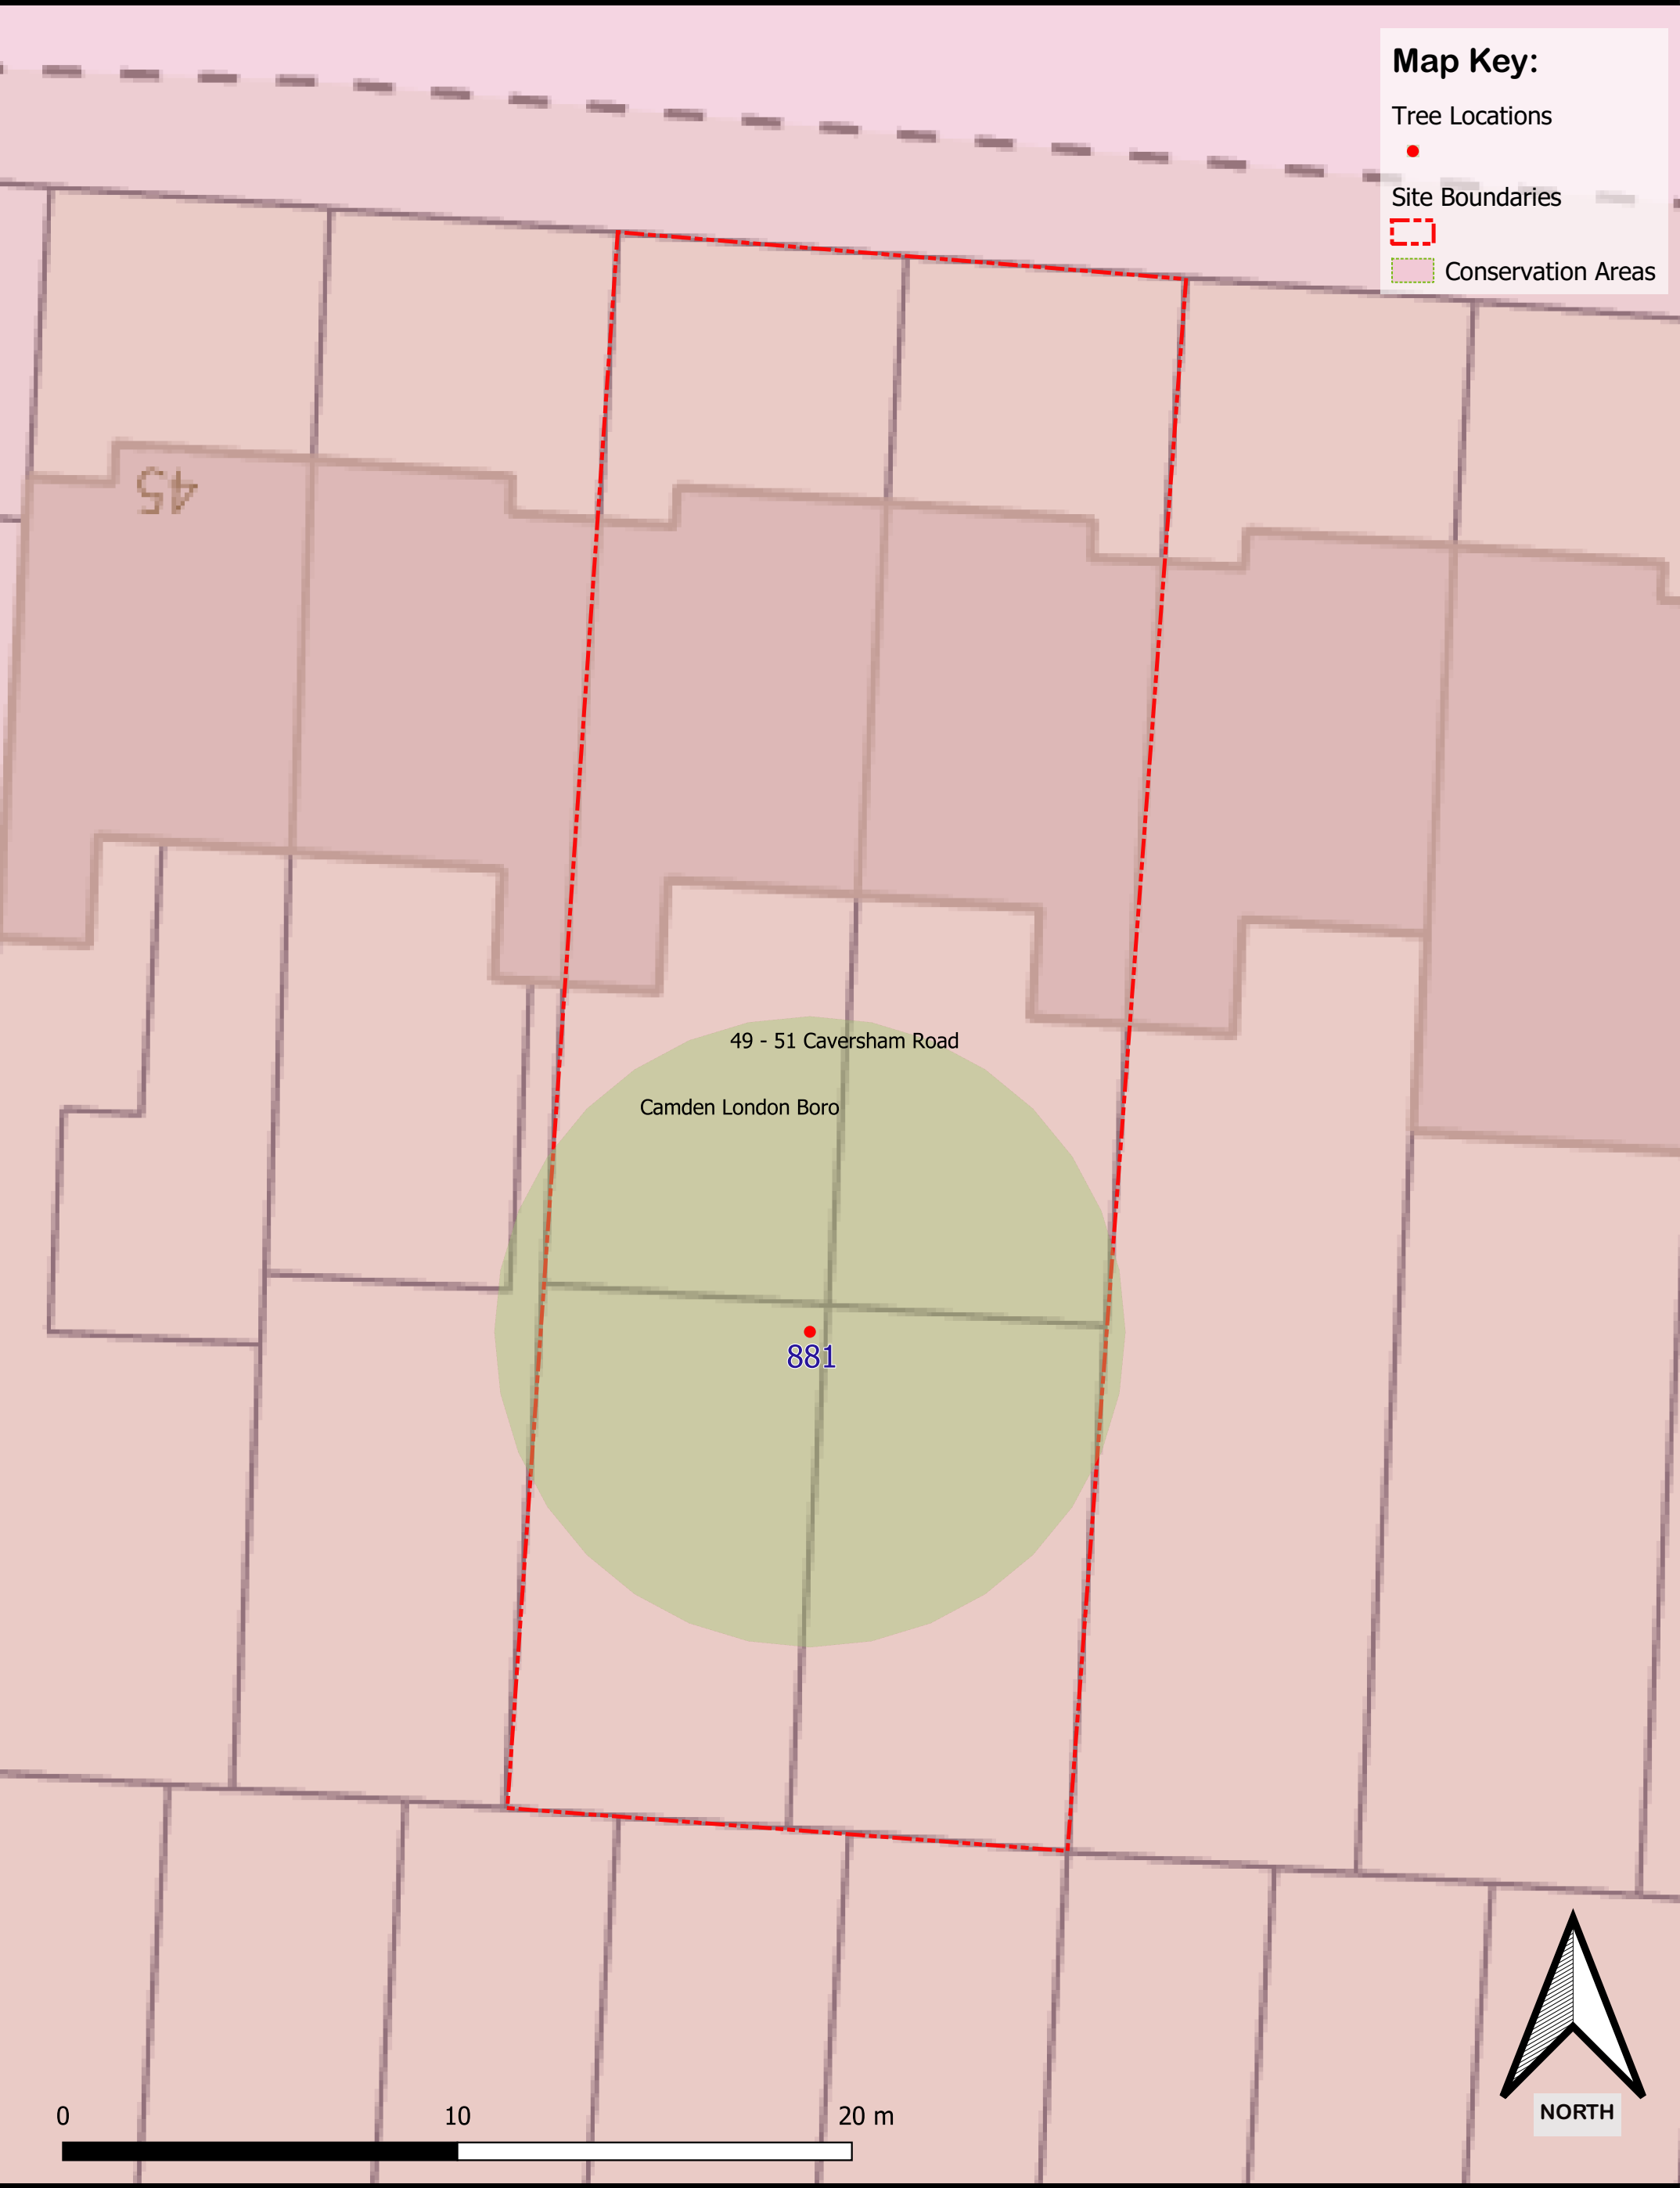 Map Key:
Tree Locations
Site Boundaries
Conservation Areas
45
49 - 51 Caversham Road
Camden London Boro
881
0 10 20 m
NORTH